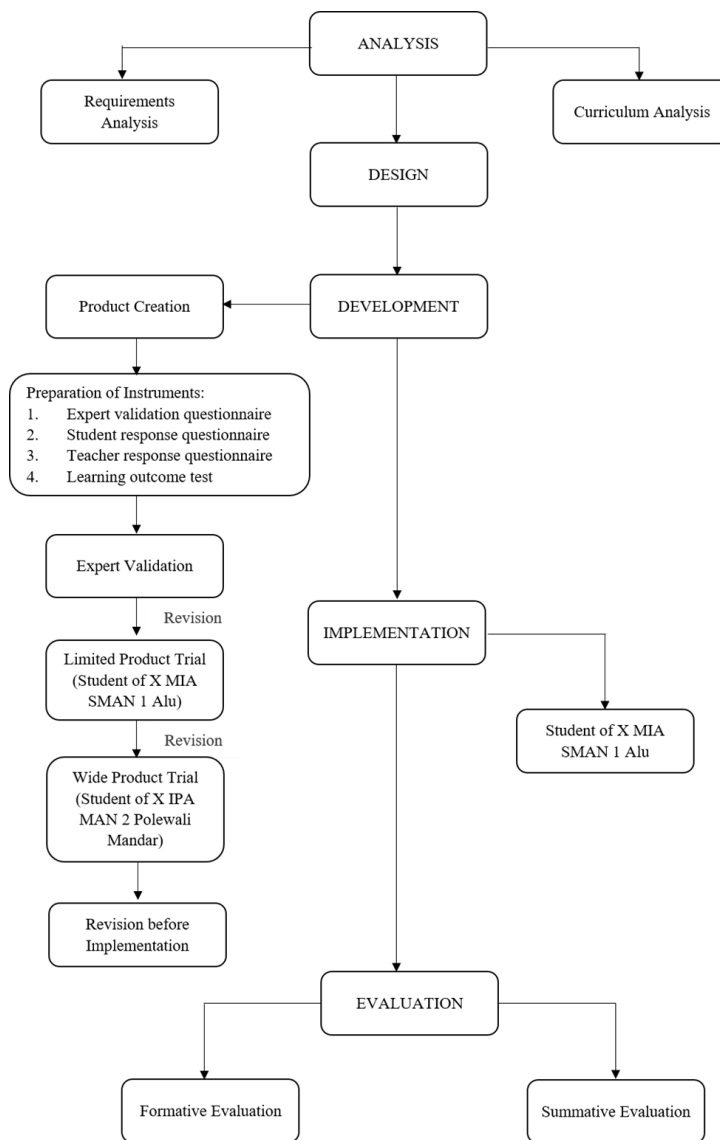 ANALYSIS
Requirements
Analysis
Curriculum Analysis
DESIGN
Product Creation
DEVELOPMENT
Preparation of Instruments:
1. Expert validation questionnaire
2. Student response questionnaire
3. Teacher response questionnaire
4. Learning outcome test
Expert Validation
Revision
Limited Product Trial
(Student of X MIA
SMAN 1 Alu)
Revision
Wide Product Trial
(Student of X IPA
MAN 2 Polewali
Mandar)
Revision before
Implementation
IMPLEMENTATION
Student of X MIA
SMAN 1 Alu
EVALUATION
Formative Evaluation
Summative Evaluation